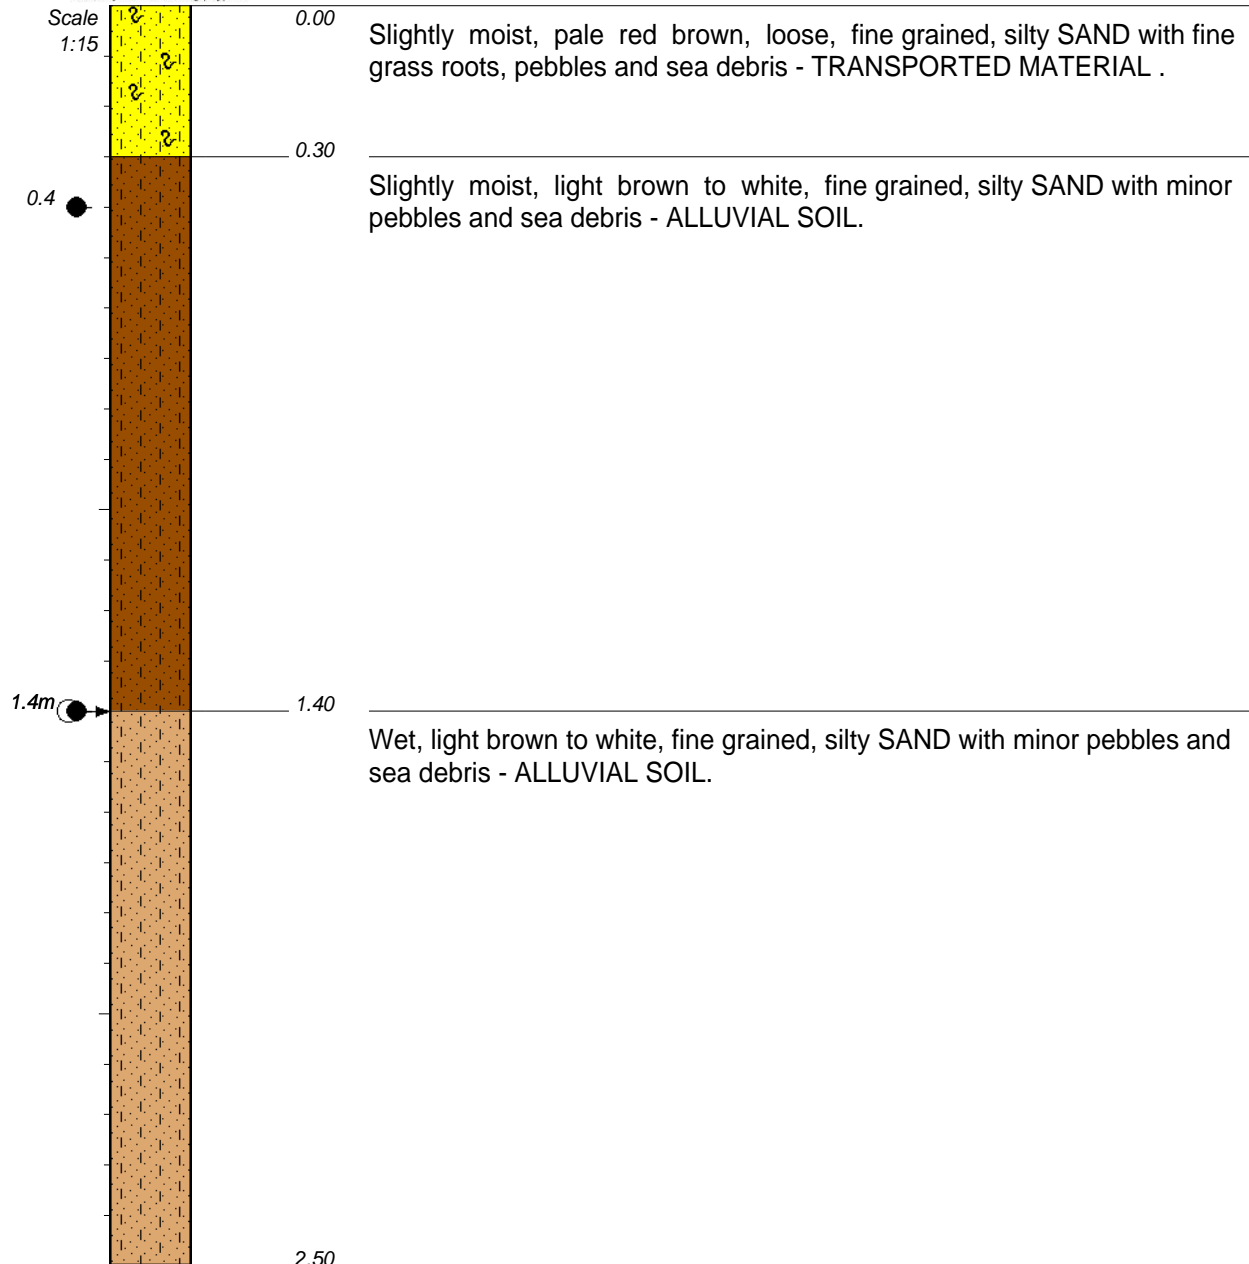 Scale
1:15
0.00
Slightly moist, pale red brown, loose, fine grained, silty SAND with fine
grass roots, pebbles and sea debris - TRANSPORTED MATERIAL .
0.30
0.4
Slightly moist, light brown to white, fine grained, silty SAND with minor
pebbles and sea debris - ALLUVIAL SOIL.
1.4m
1.40
Wet, light brown to white, fine grained, silty SAND with minor pebbles and
sea debris - ALLUVIAL SOIL.
2.50